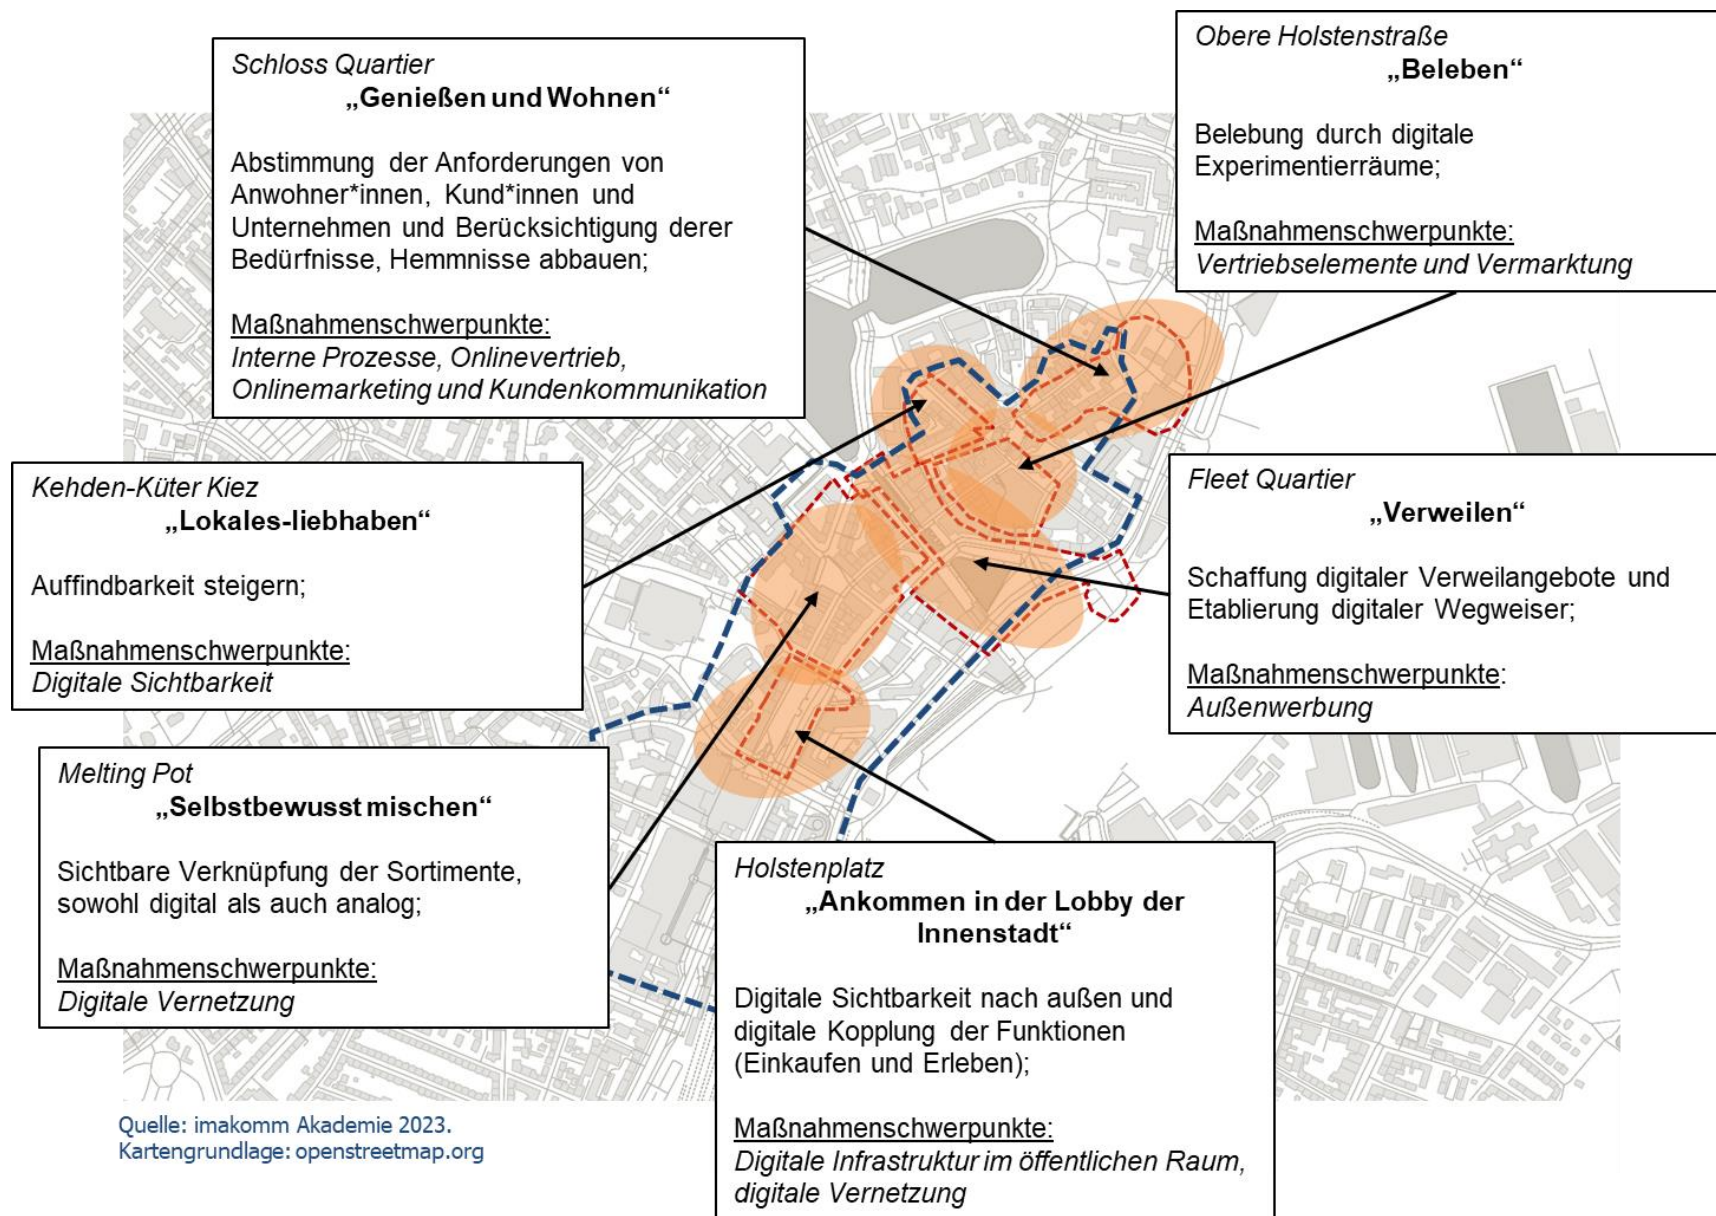 Schloss Quartier
„Genießen und Wohnen“
Abstimmung der Anforderungen von
Anwohner*innen, Kund*innen und
Unternehmen und Berücksichtigung derer
Bedürfnisse, Hemmnisse abbauen;
Maßnahmenschwerpunkte:
Interne Prozesse, Onlinevertrieb,
Onlinemarketing und Kundenkommunikation
Obere Holstenstraße
„Beleben“
Belebung durch digitale
Experimentierräume;
Maßnahmenschwerpunkte:
Vertriebselemente und Vermarktung
Kehden-Küter Kiez
„Lokales-liebhaben“
Auffindbarkeit steigern;
Maßnahmenschwerpunkte:
Digitale Sichtbarkeit
Fleet Quartier
„Verweilen“
Schaffung digitaler Verweilangebote und
Etablierung digitaler Wegweiser;
Maßnahmenschwerpunkte:
Außenwerbung
Melting Pot
„Selbstbewusst mischen“
Sichtbare Verknüpfung der Sortimente,
sowohl digital als auch analog;
Maßnahmenschwerpunkte:
Digitale Vernetzung
Holstenplatz
„Ankommen in der Lobby der
Innenstadt“
Digitale Sichtbarkeit nach außen und
digitale Kopplung der Funktionen
(Einkaufen und Erleben);
Maßnahmenschwerpunkte:
Digitale Infrastruktur im öffentlichen Raum,
digitale Vernetzung
Quelle: imakomm Akademie 2023.
Kartengrundlage: openstreetmap.org